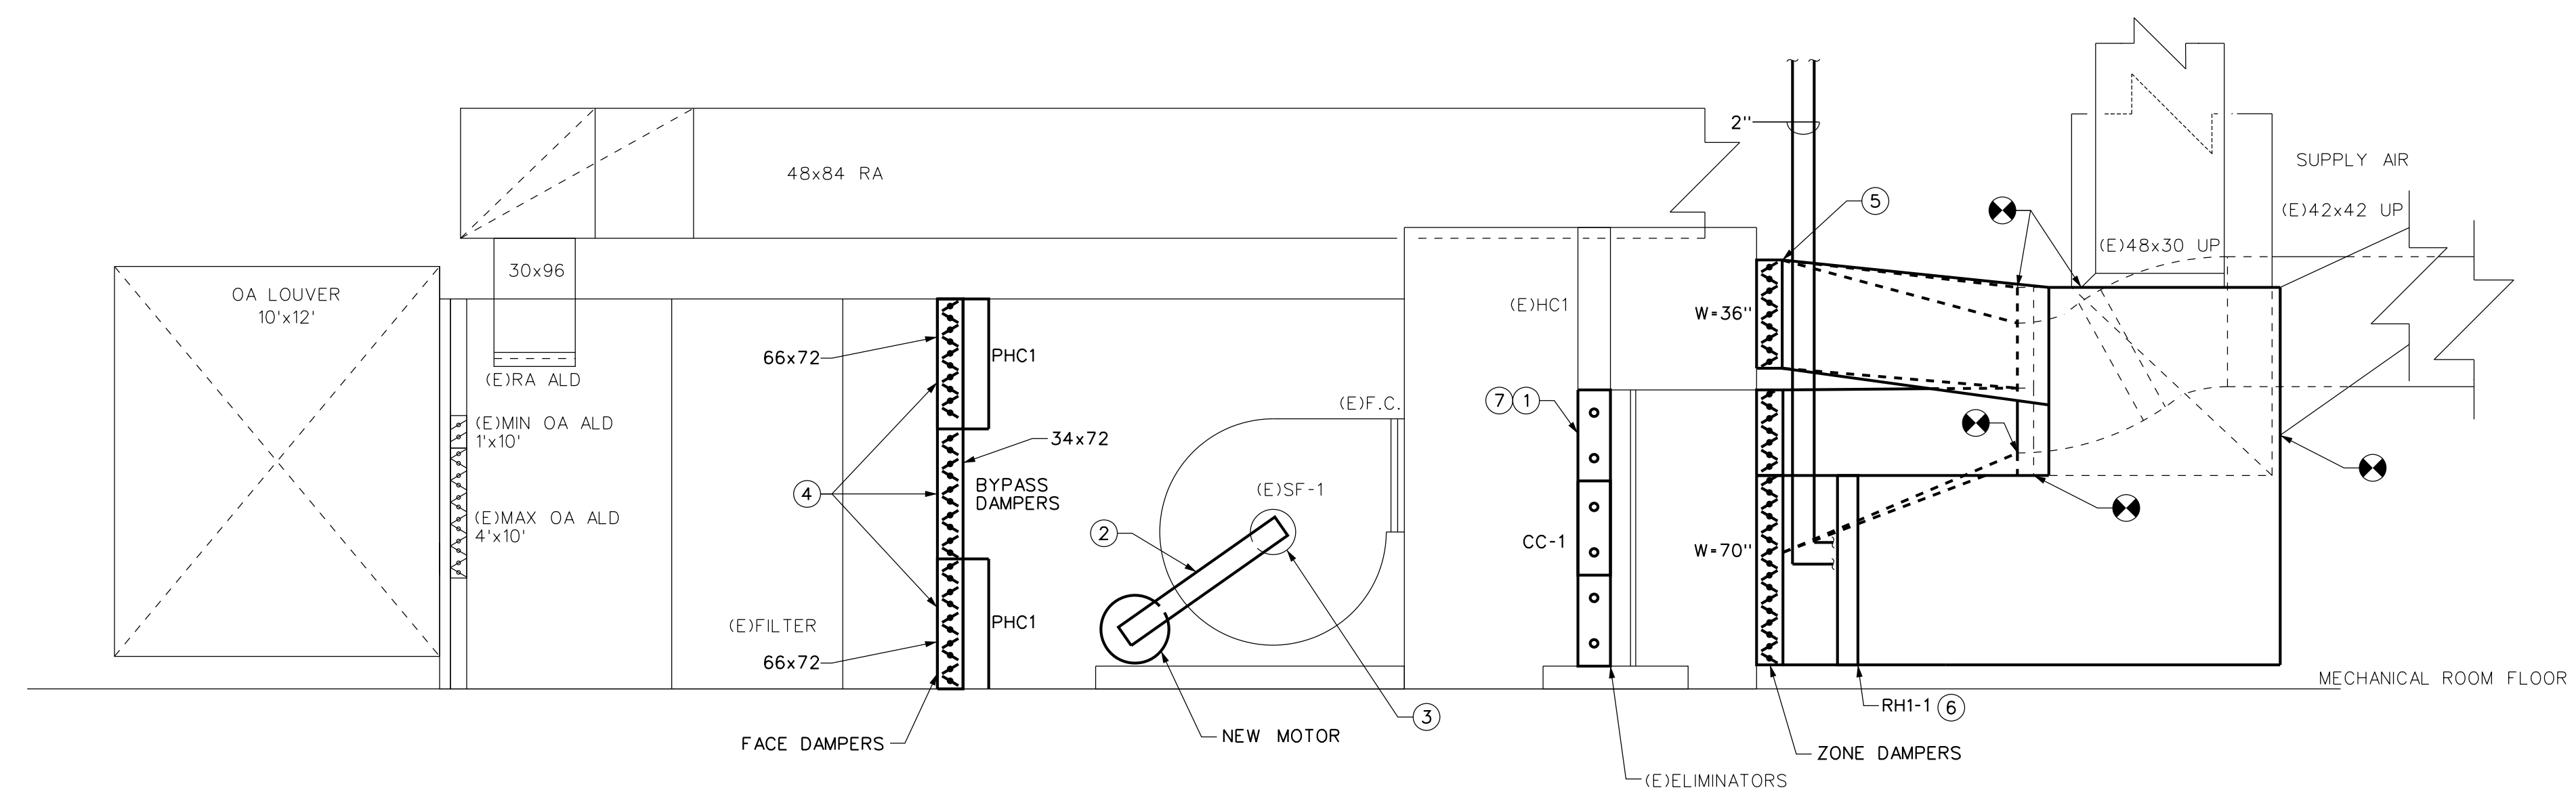 2"
SUPPLY AIR
48x84 RA
5
(E)42x42 UP
(E)48x30 UP
30x96
OA LOUVER
10'x12'
(E)HC1
W=36"
66x72
PHC1
(E)RA ALD
7
1
(E)F.C.
(E)MIN OA ALD
1'x10'
34x72
4
BYPASS
DAMPERS
(E)SF-1
(E)MAX OA ALD
4'x10'
2
CC-1
W=70"
(E)FILTER
66x72
PHC1
MECHANICAL ROOM FLOOR
RH1-1
6
3
FACE DAMPERS
NEW MOTOR
ZONE DAMPERS
(E)ELIMINATORS